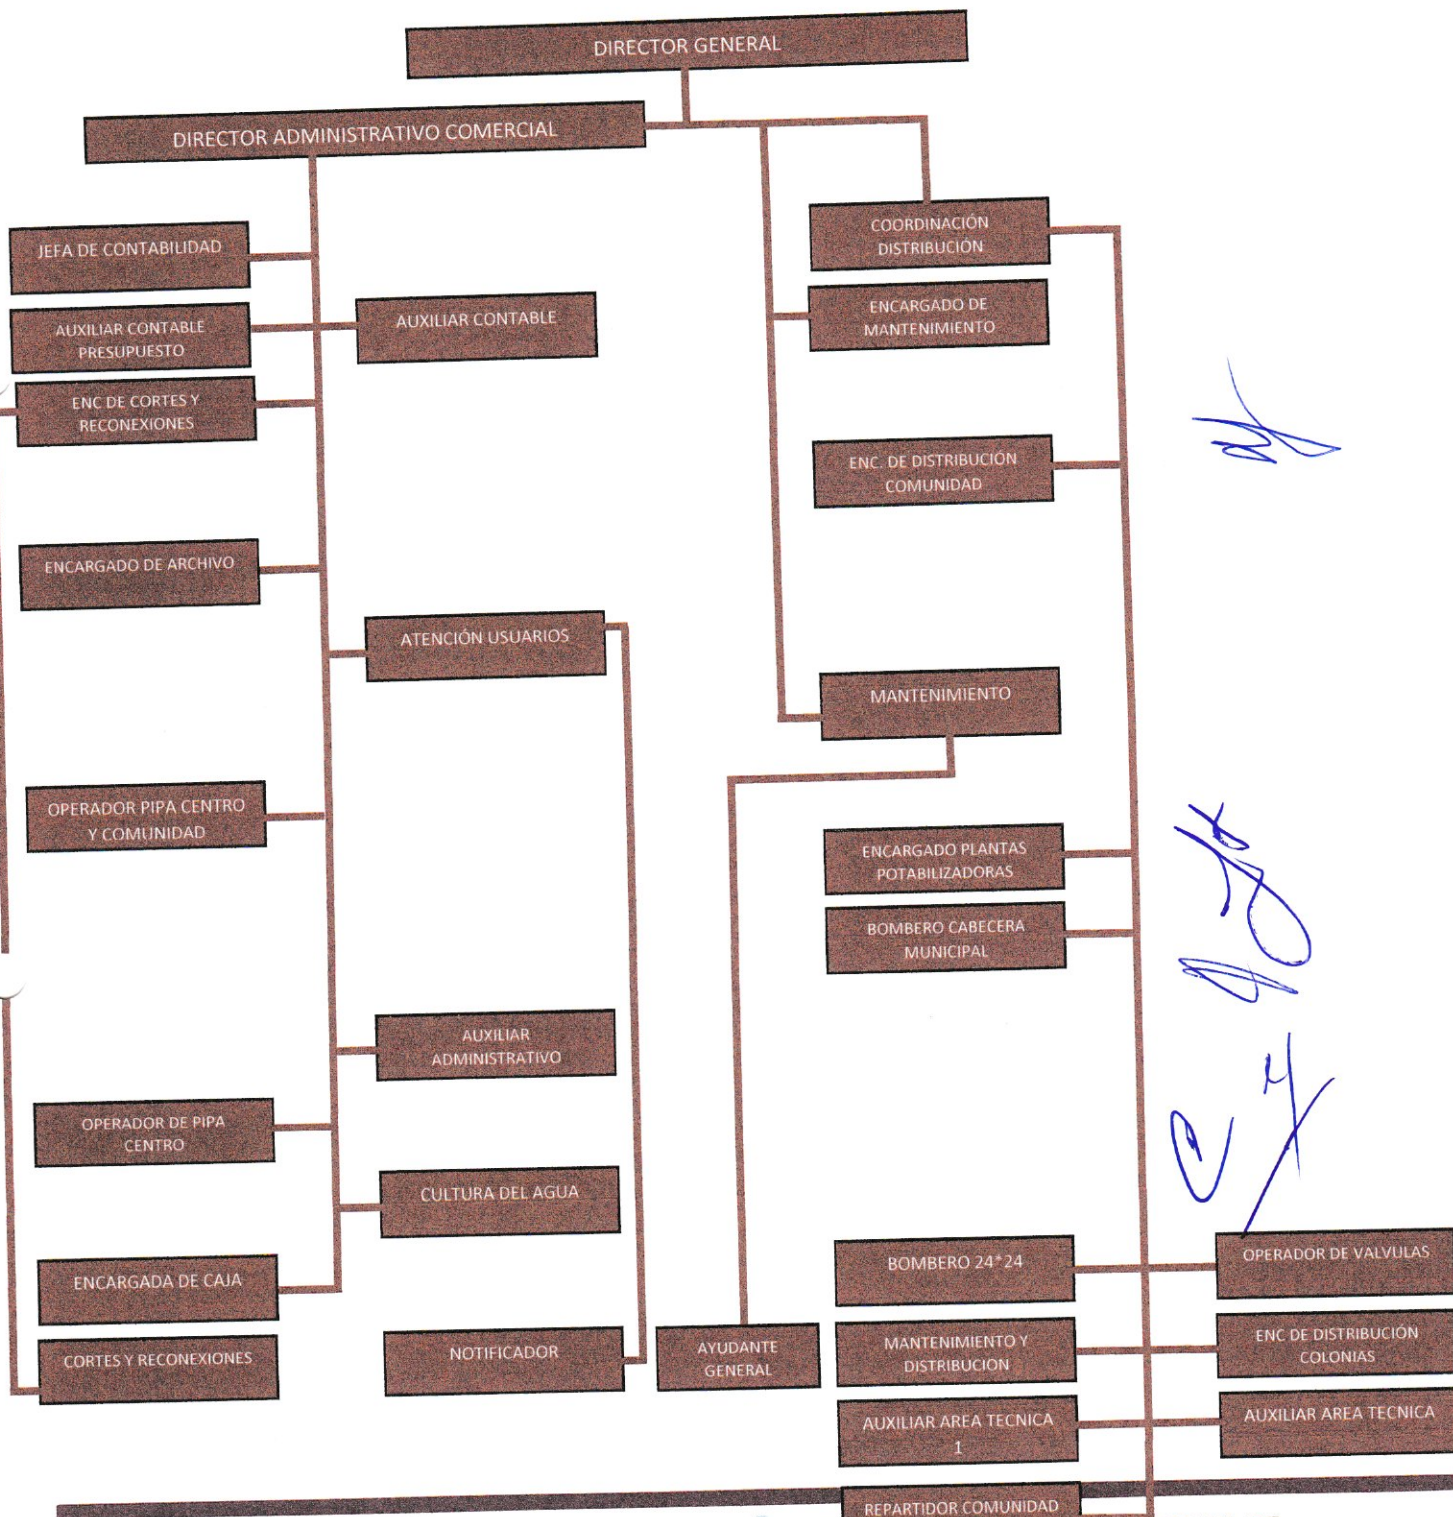 DIRECTOR GENERAL
DIRECTOR ADMINISTRATIVO COMERCIAL
JEFA DE CONTABILIDAD
AUXILIAR CONTABLE
PRESUPUESTO
AUXILIAR CONTABLE
ENC DE CORTES Y
RECONEXIONES
ENCARGADO DE ARCHIVO
ATENCIÓN USUARIOS
OPERADOR PIPA CENTRO
Y COMUNIDAD
AUXILIAR
ADMINISTRATIVO
OPERADOR DE PIPA
CENTRO
CULTURA DEL AGUA
ENCARGADA DE CAJA
CORTES Y RECONEXIONES
NOTIFICADOR
COORDINACIÓN
DISTRIBUCIÓN
ENCARGADO DE
MANTENIMIENTO
ENC. DE DISTRIBUCIÓN
COMUNIDAD
MANTENIMIENTO
ENCARGADO PLANTAS
POTABILIZADORAS
BOMBERO CABECERA
MUNICIPAL
AYUDANTE
GENERAL
BOMBERO 24*24
OPERADOR DE VALVULAS
MANTENIMIENTO Y
DISTRIBUCION
ENC DE DISTRIBUCIÓN
COLONIAS
AUXILIAR AREA TECNICA
1
AUXILIAR AREA TECNICA
REPARTIDOR COMUNIDAD